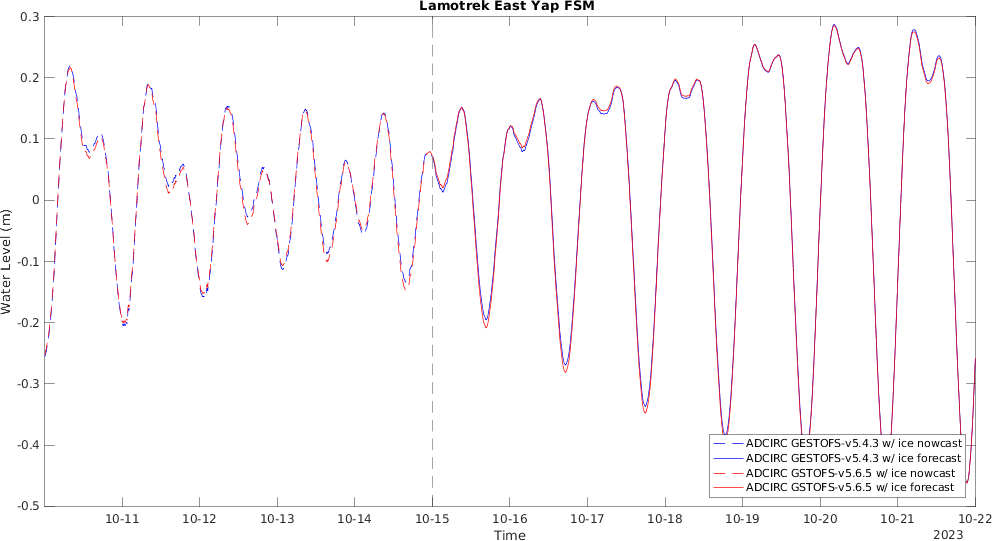 Lamotrek East Yap FSM
0.3
0.2
0.1
0
-0.1
-0.2
-0.3
-0.4
-0.5
Water Level (m)
ADCIRC GESTOFS-v5.4.3 w/ ice nowcast
ADCIRC GESTOFS-v5.4.3 w/ ice forecast
ADCIRC GSTOFS-v5.6.5 w/ ice nowcast
ADCIRC GSTOFS-v5.6.5 w/ ice forecast
10-11 10-12 10-13 10-14 10-15 10-16 10-17 10-18 10-19 10-20 10-21 10-22
Time
2023